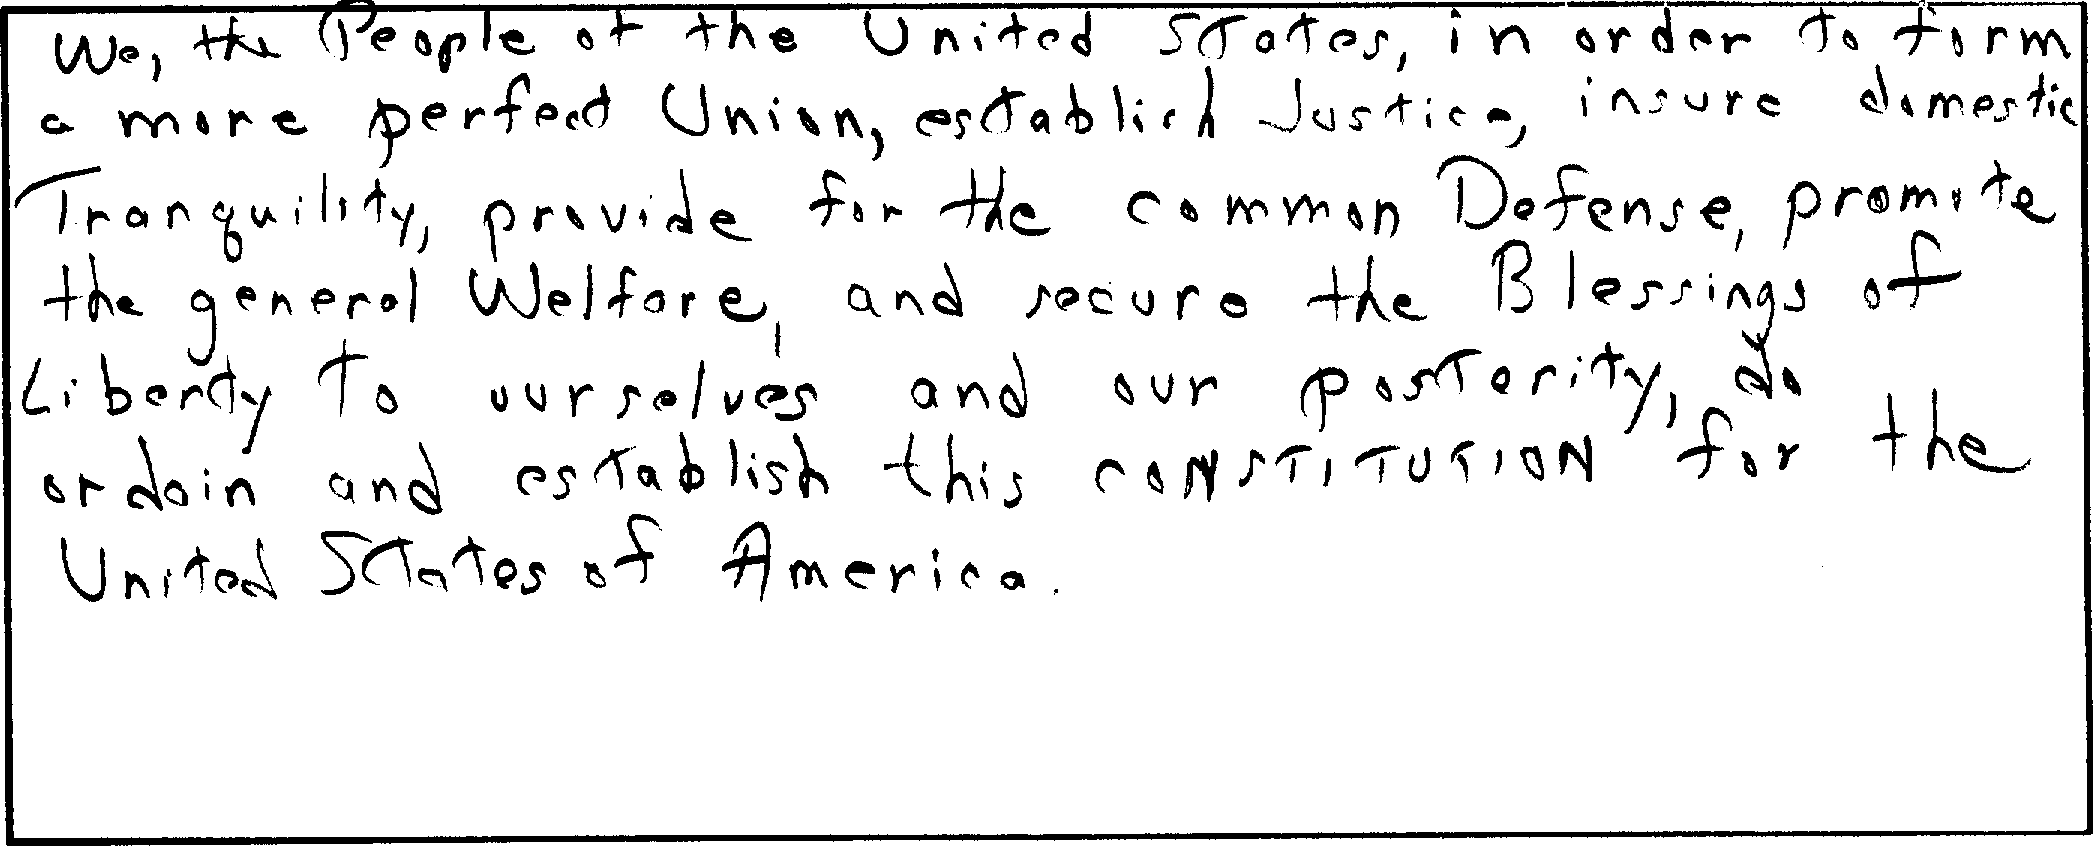 We, the People of the United States, in order to form
a more perfect Union, establish Justice, insure domestic
Tranquility, provide for the common Defense, promote
the general Welfare, and secure the Blessings of
Liberty to ourselves and our posterity, do
ordain and establish this CONSTITUTION for the
United States of America.